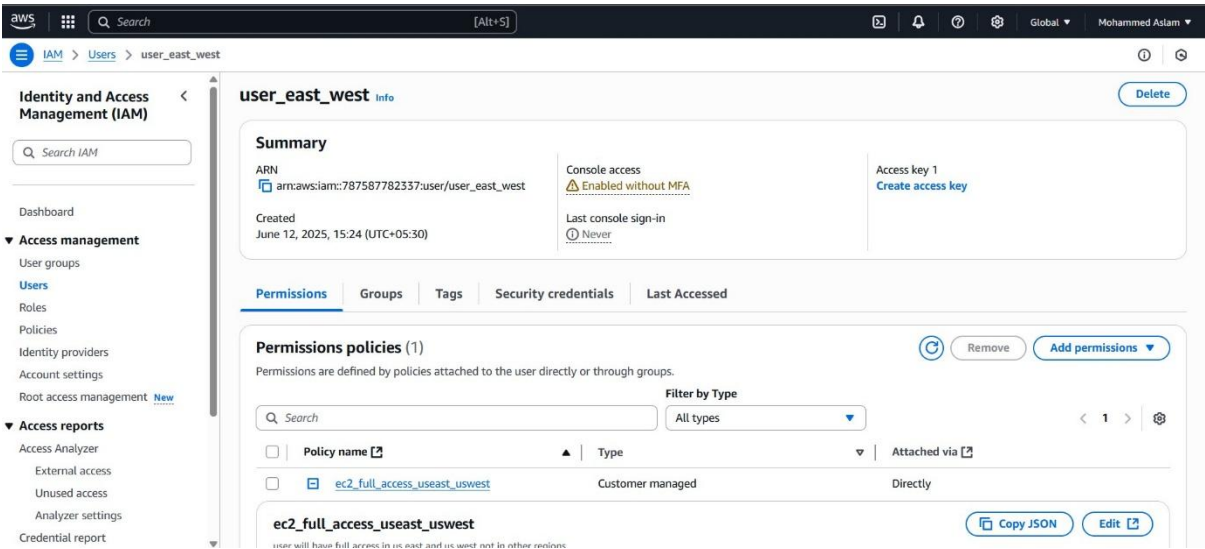 aws
Search [Alt+S]
Global
Mohammed Aslam
IAM > Users > user_east_west
Identity and Access Management (IAM)
Search IAM
Dashboard
Access management
User groups
Users
Roles
Policies
Identity providers
Account settings
Root access management New
Access reports
Access Analyzer
External access
Unused access
Analyzer settings
Credential report
user_east_west Info
Delete
Summary
ARN
arn:aws:iam::787587782337:user/user_east_west
Created
June 12, 2025, 15:24 (UTC+05:30)
Console access
Enabled without MFA
Last console sign-in
Never
Access key 1
Create access key
Permissions Groups Tags Security credentials Last Accessed
Permissions policies (1)
Remove
Add permissions
Permissions are defined by policies attached to the user directly or through groups.
Filter by Type
Search
All types
1
Policy name Type Attached via
ec2_full_access_useast_uswest Customer managed Directly
ec2_full_access_useast_uswest
Copy JSON
Edit
user will have full access in us east and us west not in other regions